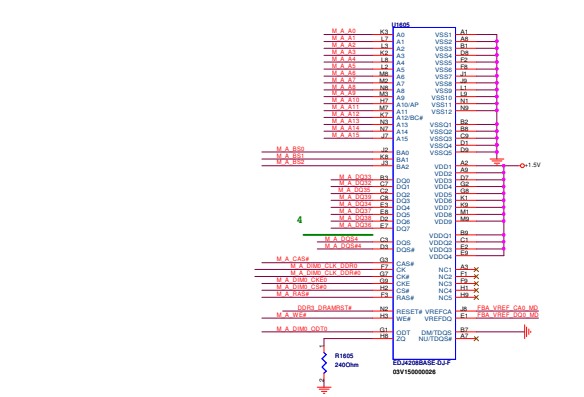 U1605
M_A_A0 K3 A0 VSS1 A1
M_A_A1 L7 A1 VSS2 A8
M_A_A2 L3 A2 VSS3 B1
M_A_A3 K2 A3 VSS4 D8
M_A_A4 L8 A4 VSS5 F2
M_A_A5 L2 A5 VSS6 F8
M_A_A6 M8 A6 VSS7 J1
M_A_A7 M2 A7 VSS8 J9
M_A_A8 N8 A8 VSS9 L1
M_A_A9 M3 A9 VSS10 L9
M_A_A10 H7 A10/AP VSS11 N1
M_A_A11 M7 A11 VSS12 N9
M_A_A12 K7 A12/BC#
M_A_A13 N3 A13 VSSQ1 B2
M_A_A14 N7 A14 VSSQ2 B8
M_A_A15 J7 A15 VSSQ3 C9
VSSQ4 D1
M_A_BS0 J2 BA0 VSSQ5 D9
M_A_BS1 K8 BA1
M_A_BS2 J3 BA2 VDD1 A2 +1.5V
VDD2 A9
M_A_DQ33 B3 DQ0 VDD3 D7
M_A_DQ32 C7 DQ1 VDD4 G2
M_A_DQ35 C2 DQ2 VDD5 G8
M_A_DQ39 C8 DQ3 VDD6 K1
M_A_DQ34 E3 DQ4 VDD7 K9
M_A_DQ37 E8 DQ5 VDD8 M1
M_A_DQ38 D2 DQ6 VDD9 M9
4 M_A_DQ36 E7 DQ7
VDDQ1 B9
M_A_DQS4 C3 DQS VDDQ2 C1
M_A_DQS#4 D3 DQS# VDDQ3 E2
VDDQ4 E9
M_A_CAS# G3 CAS#
M_A_DIM0_CLK_DDR0 F7 CK NC1 A3
M_A_DIM0_CLK_DDR#0 G7 CK# NC2 F1
M_A_DIM0_CKE0 G9 CKE NC3 F9
M_A_DIM0_CS#0 H2 CS# NC4 H1
M_A_RAS# F3 RAS# NC5 H9
DDR3_DRAMRST# N2 RESET# VREFCA J8 FBA_VREF_CA0_MD
M_A_WE# H3 WE# VREFDQ E1 FBA_VREF_DQ0_MD
M_A_DIM0_ODT0 G1 ODT DM/TDQS B7
H8 ZQ NU/TDQS# A7
1
R1605
240Ohm
2
EDJ4208BASE-DJ-F
03V150000026